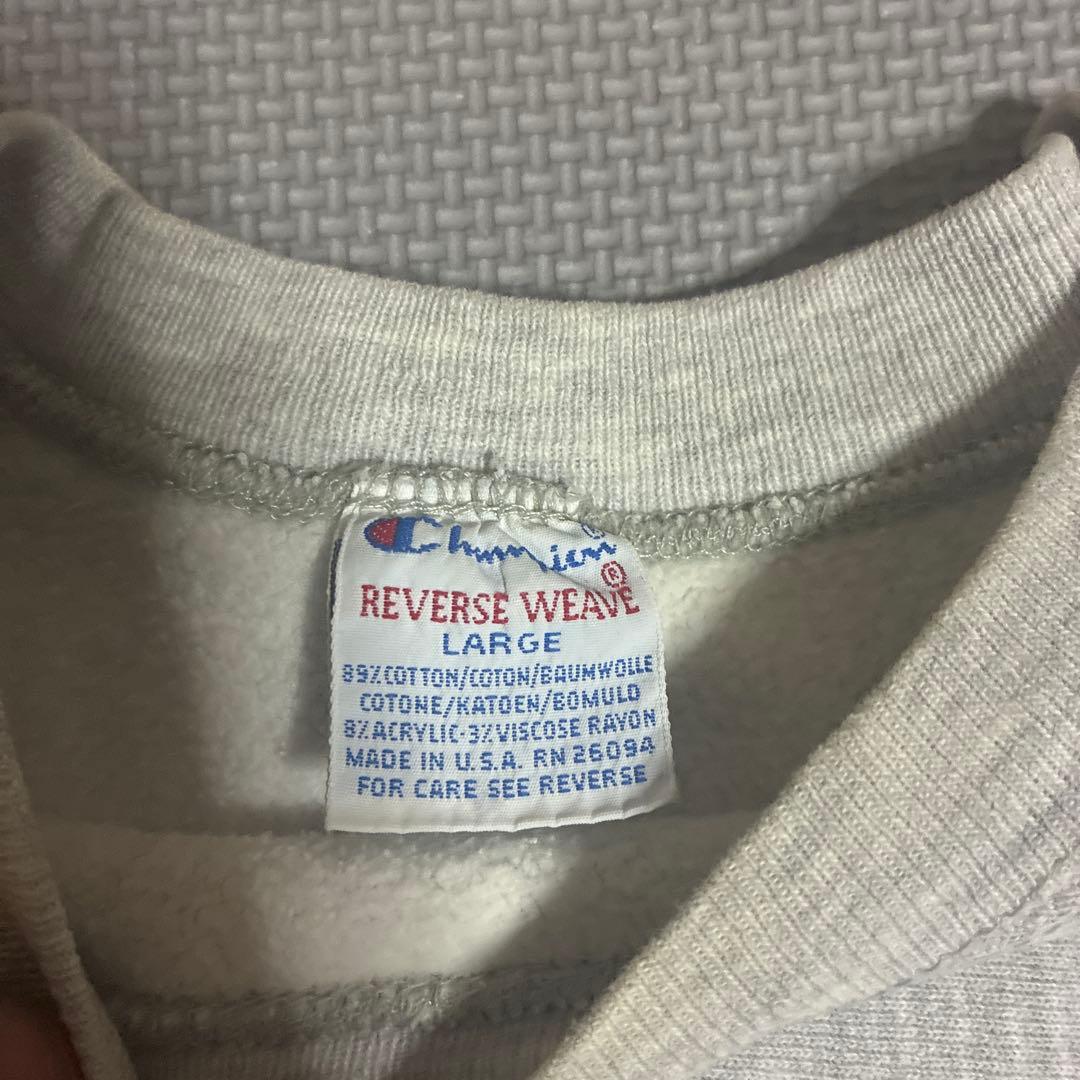 Champion
REVERSE WEAVE®
LARGE
89%COTTON/COTON/BAUMWOLLE
COTONE/KATOEN/BOMULD
8%ACRYLIC-3%VISCOSE RAYON
MADE IN U.S.A. RN 26094
FOR CARE SEE REVERSE